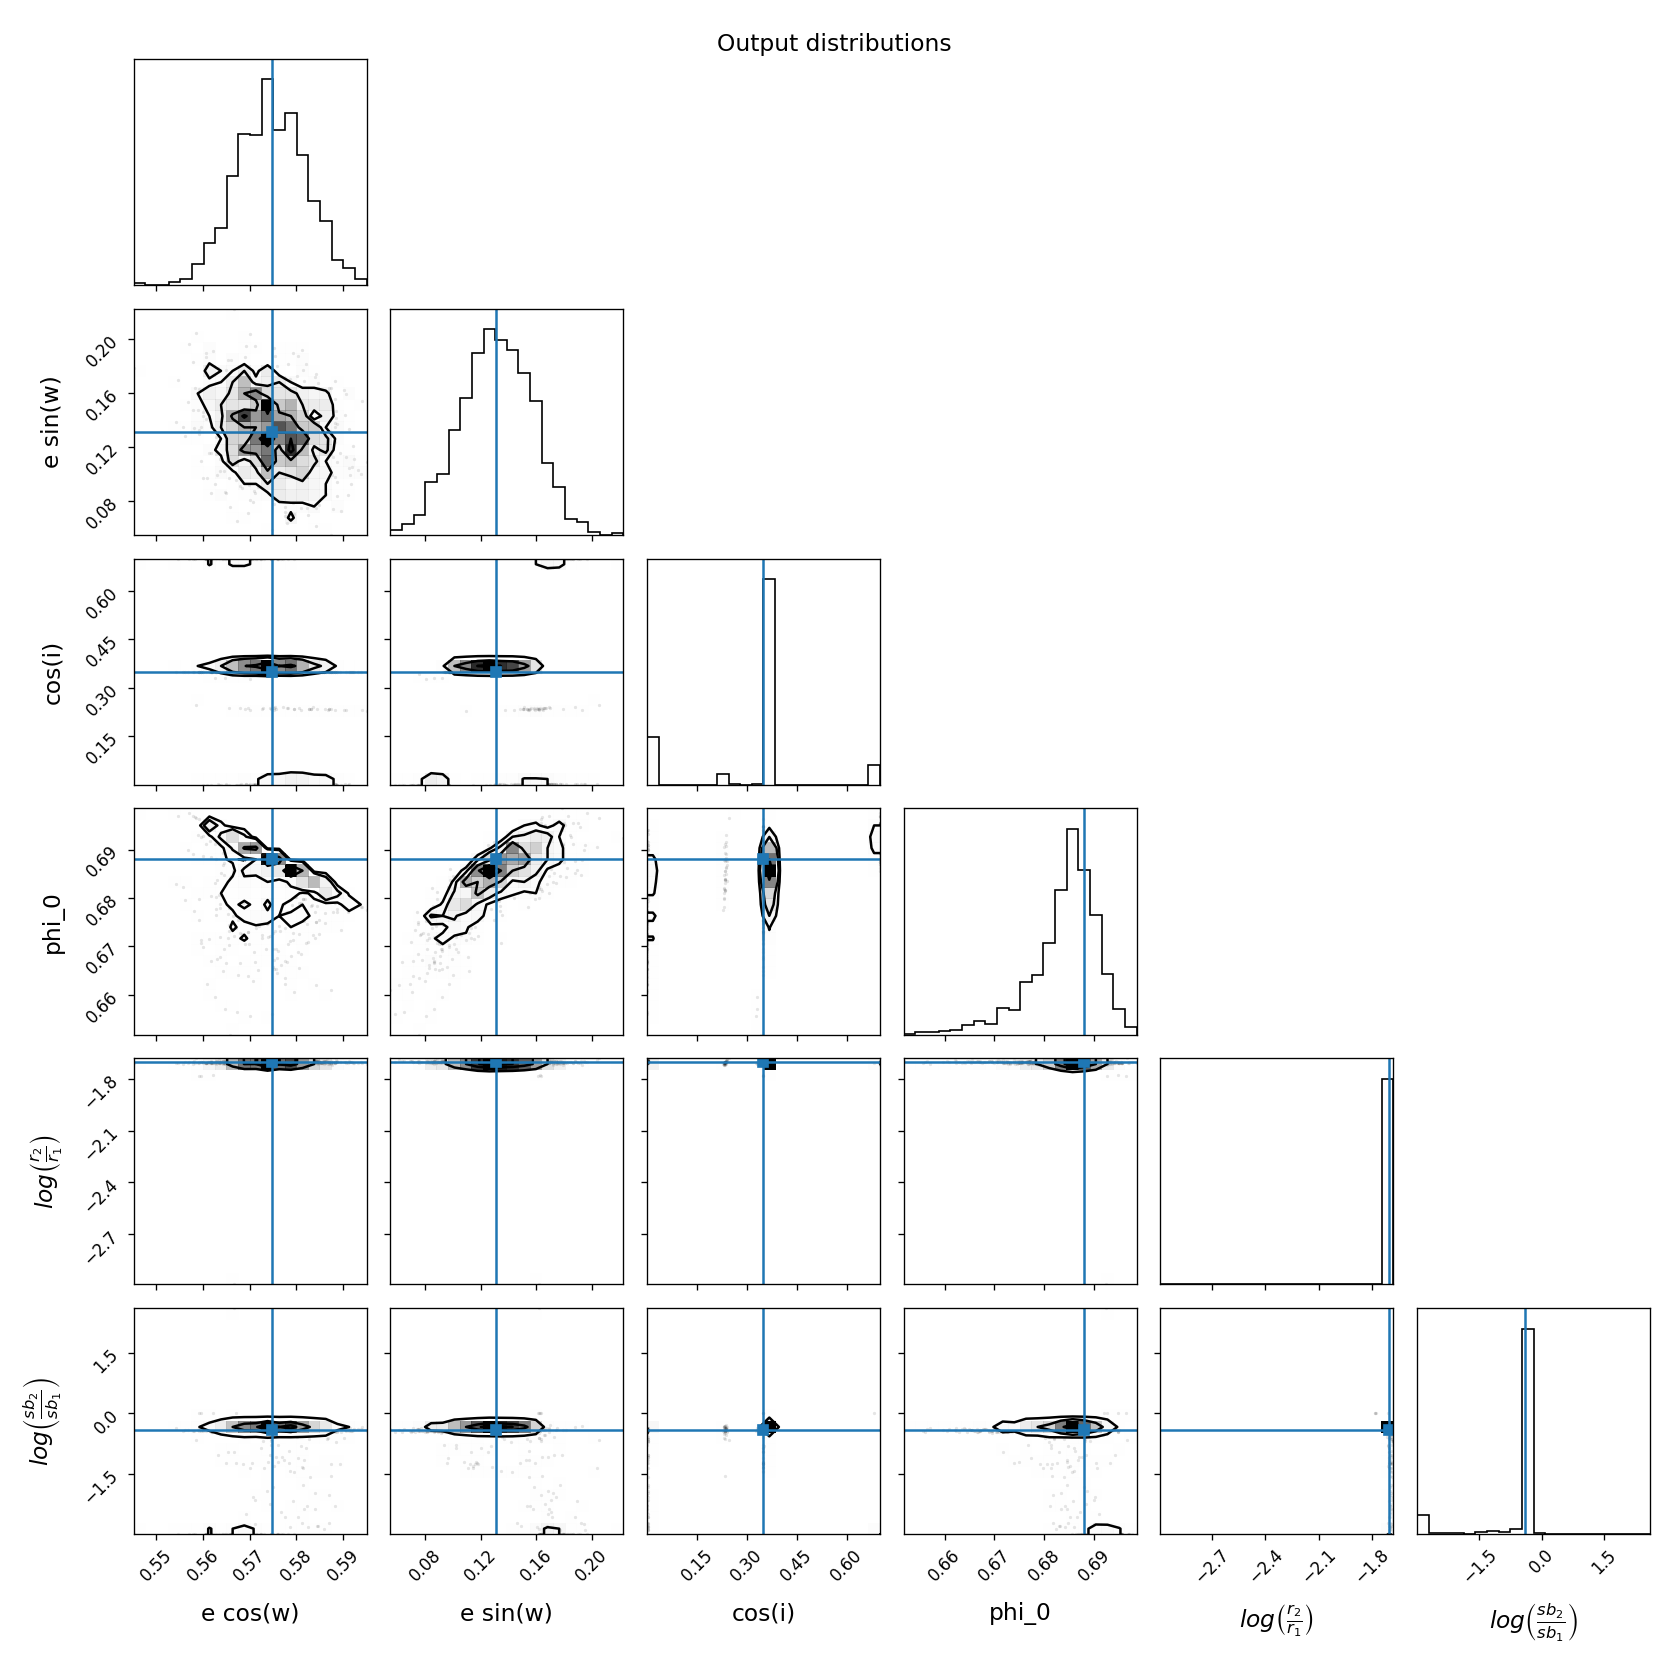 Output distributions
e sin(w)
0.20
0.16
0.12
0.08
cos(i)
0.60
0.45
0.30
0.15
phi_0
0.69
0.68
0.67
0.66
log(r2/r1)
−1.8
−2.1
−2.4
−2.7
log(sb2/sb1)
1.5
0.0
−1.5
0.55 0.56 0.57 0.58 0.59 0.08 0.12 0.16 0.20 0.15 0.30 0.45 0.60 0.66 0.67 0.68 0.69 −2.7 −2.4 −2.1 −1.8 −1.5 0.0 1.5
e cos(w) e sin(w) cos(i) phi_0 log(r2/r1) log(sb2/sb1)